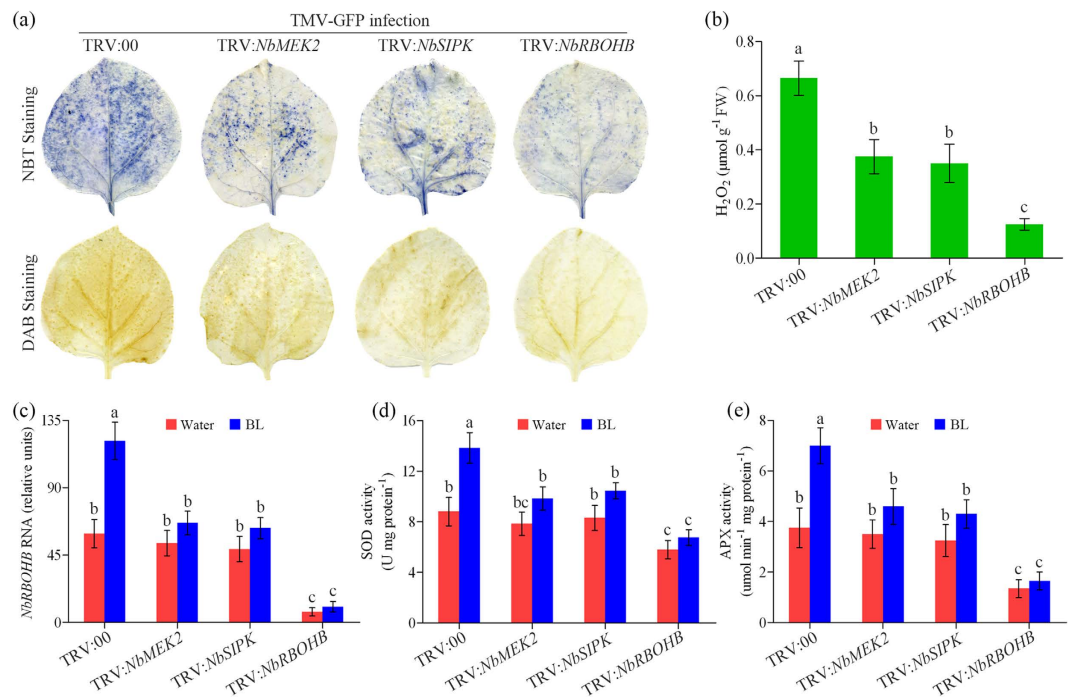 (a)
TMV-GFP infection
TRV:00 TRV:NbMEK2 TRV:NbSIPK TRV:NbRBOHB
NBT Staining
DAB Staining
(b)
H₂O₂ (μmol g⁻¹ FW)
0.8
0.6
0.4
0.2
0.0
a
b
b
c
TRV:00
TRV:NbMEK2
TRV:NbSIPK
TRV:NbRBOHB
(c)
NbRBOHB RNA (relative units)
135
90
45
0
Water BL
b a
b b
b b
c c
TRV:00
TRV:NbMEK2
TRV:NbSIPK
TRV:NbRBOHB
(d)
SOD activity
(U mg protein⁻¹)
16
12
8
4
0
Water BL
b a
bc b
b b
c c
TRV:00
TRV:NbMEK2
TRV:NbSIPK
TRV:NbRBOHB
(e)
APX activity
(umol min⁻¹ mg protein⁻¹)
8
6
4
2
0
Water BL
b a
b b
b b
c c
TRV:00
TRV:NbMEK2
TRV:NbSIPK
TRV:NbRBOHB